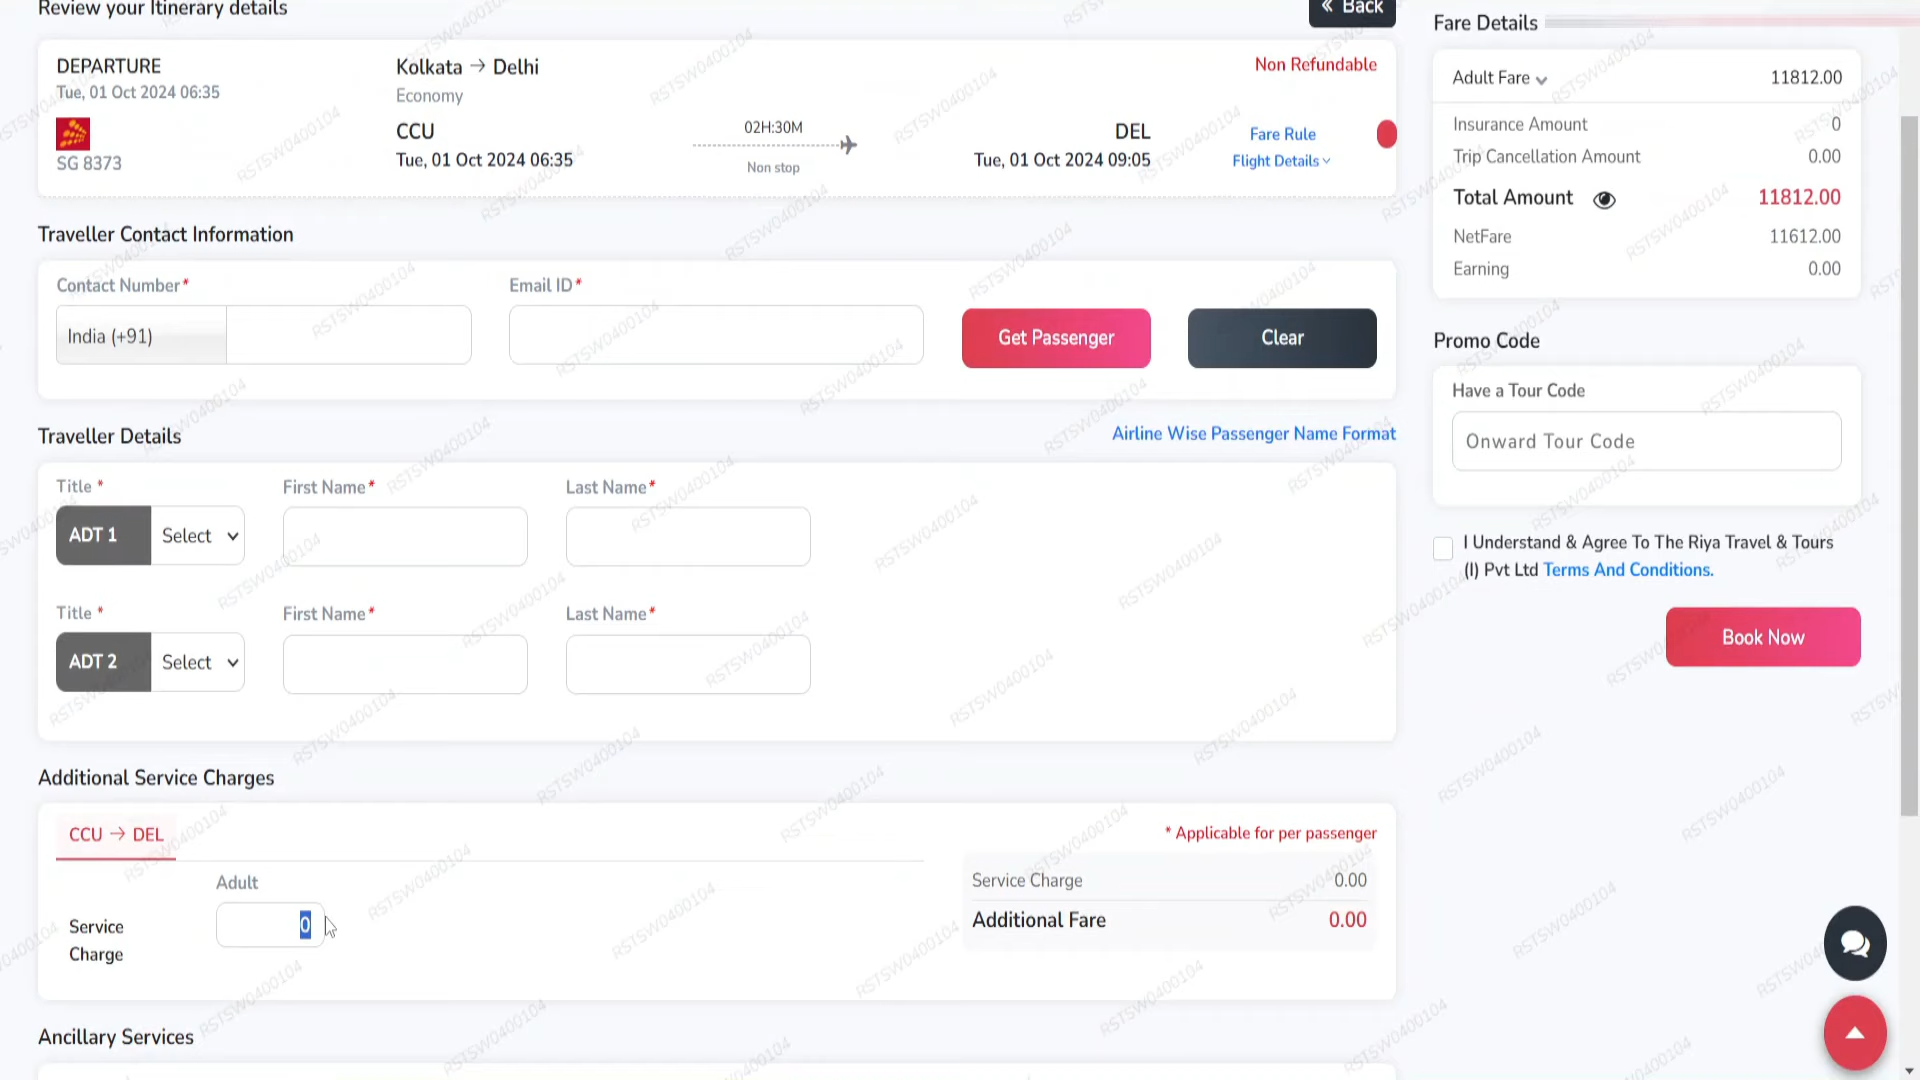 Review your Itinerary details
« Back
DEPARTURE
Tue, 01 Oct 2024 06:35
Kolkata → Delhi
Economy
Non Refundable
SG 8373
CCU
Tue, 01 Oct 2024 06:35
02H:30M
Non stop
DEL
Tue, 01 Oct 2024 09:05
Fare Rule
Flight Details
Traveller Contact Information
Contact Number*
Email ID*
India (+91)
Get Passenger
Clear
Traveller Details
Airline Wise Passenger Name Format
Title *
First Name*
Last Name*
ADT 1
Select
Title *
First Name*
Last Name*
ADT 2
Select
Additional Service Charges
CCU → DEL
* Applicable for per passenger
Adult
Service
Charge
0
Service Charge 0.00
Additional Fare 0.00
Ancillary Services
Fare Details
Adult Fare 11812.00
Insurance Amount 0
Trip Cancellation Amount 0.00
Total Amount 11812.00
NetFare 11612.00
Earning 0.00
Promo Code
Have a Tour Code
Onward Tour Code
I Understand & Agree To The Riya Travel & Tours
(I) Pvt Ltd Terms And Conditions.
Book Now
RSTSW0400104